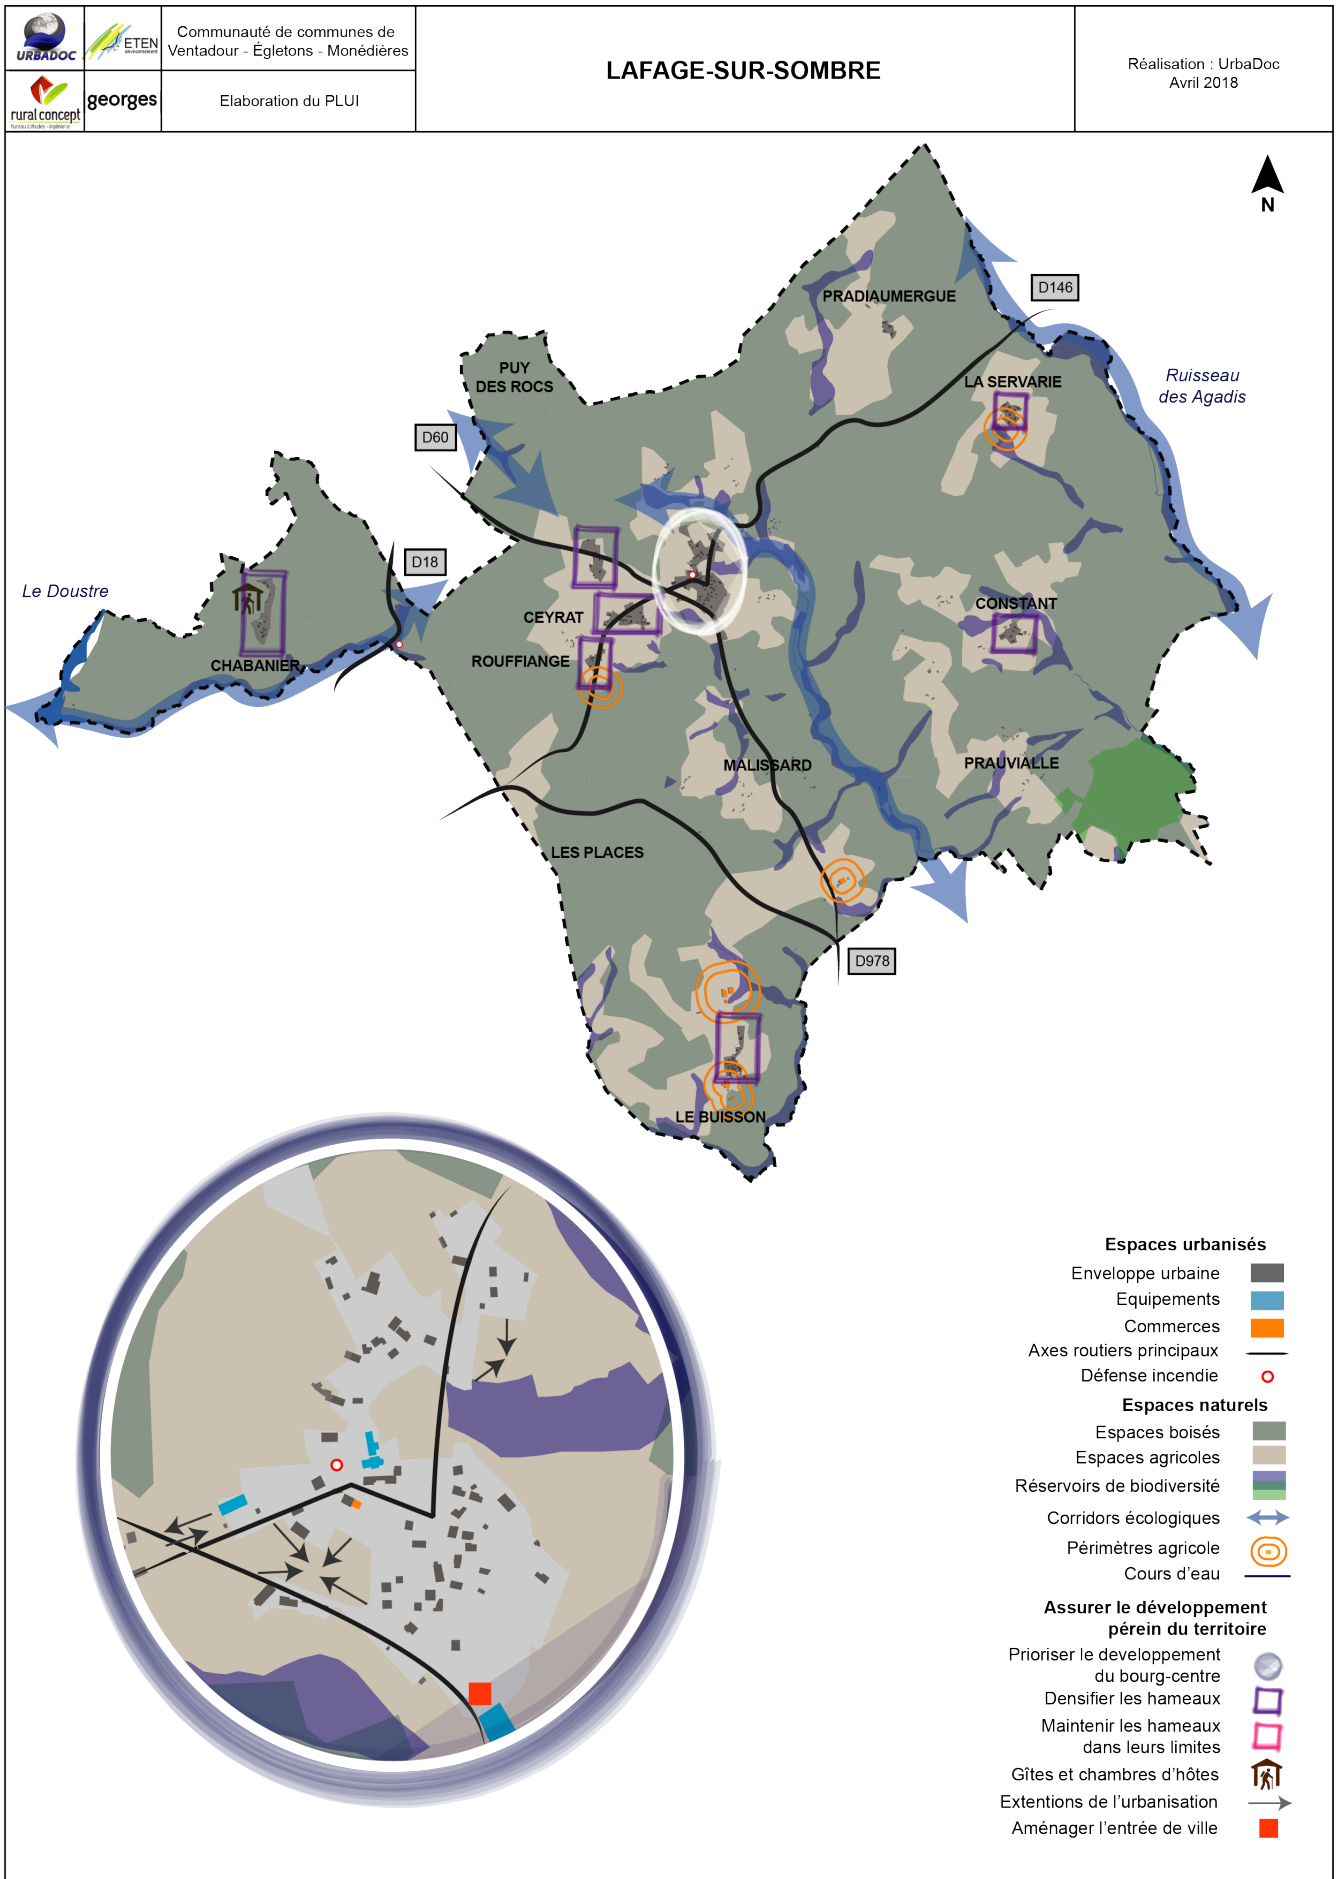 URBADOC
ETEN
environnement
Communauté de communes de
Ventadour - Égletons - Monédières
rural concept
bureau d'études - ingénierie
georges
Elaboration du PLUI
LAFAGE-SUR-SOMBRE
Réalisation : UrbaDoc
Avril 2018
N
D146
PRADIAUMERGUE
PUY
DES ROCS
LA SERVARIE
Ruisseau
des Agadis
D60
D18
Le Doustre
CONSTANT
CEYRAT
ROUFFIANGE
CHABANIER
MALISSARD
PRAUVIALLE
LES PLACES
D978
LE BUISSON
Espaces urbanisés
Enveloppe urbaine
Equipements
Commerces
Axes routiers principaux
Défense incendie
Espaces naturels
Espaces boisés
Espaces agricoles
Réservoirs de biodiversité
Corridors écologiques
Périmètres agricole
Cours d'eau
Assurer le développement
pérein du territoire
Prioriser le developpement
du bourg-centre
Densifier les hameaux
Maintenir les hameaux
dans leurs limites
Gîtes et chambres d'hôtes
Extentions de l'urbanisation
Aménager l'entrée de ville